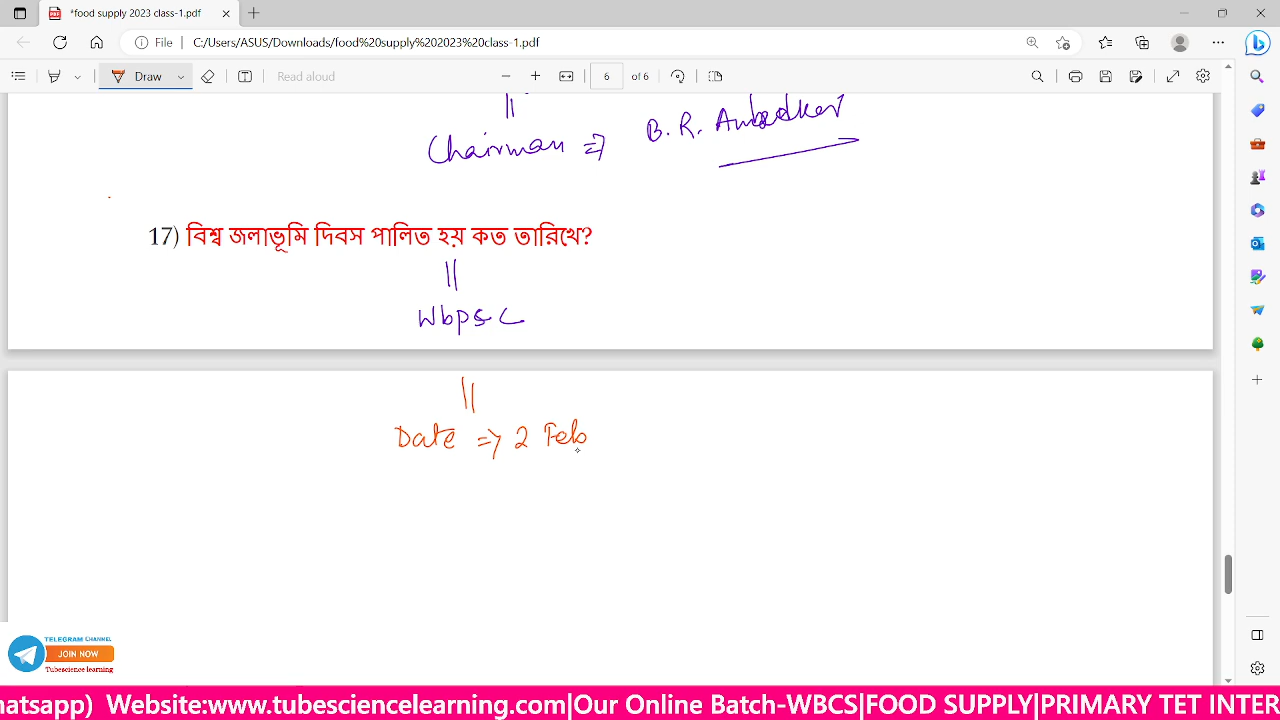 *food supply 2023 class-1.pdf
File C:/Users/ASUS/Downloads/food%20supply%202023%20class-1.pdf
Draw Read aloud 6 of 6
||
Chairman => B. R. Ambedker
17) বিশ্ব জলাভূমি দিবস পালিত হয় কত তারিখে?
||
Wbpsc
||
Date => 2 Feb
TELEGRAM CHANNEL
JOIN NOW
Tubescience learning
hatsapp) Website:www.tubesciencelearning.com|Our Online Batch-WBCS|FOOD SUPPLY|PRIMARY TET INTER